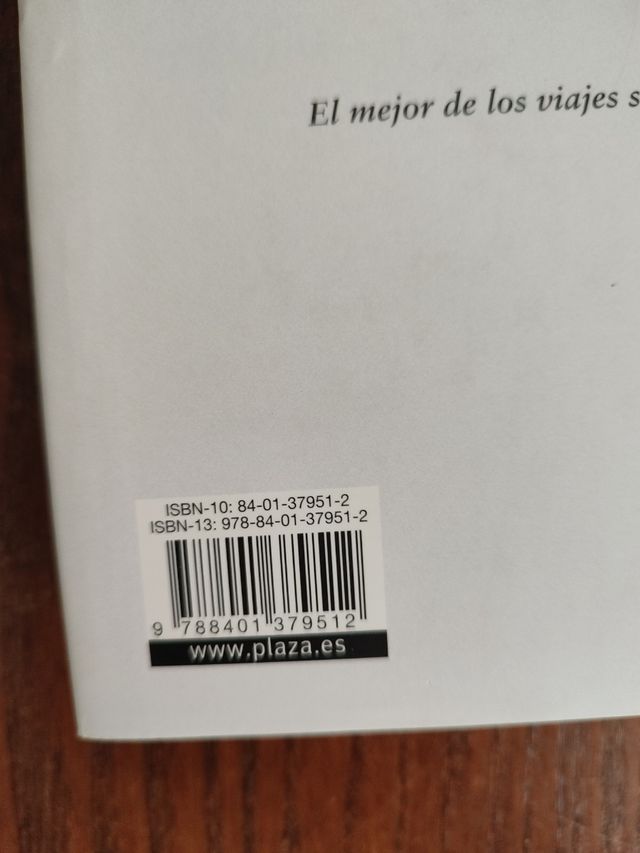 El mejor de los viajes s
ISBN-10: 84-01-37951-2
ISBN-13: 978-84-01-37951-2
9 788401 379512
www.plaza.es